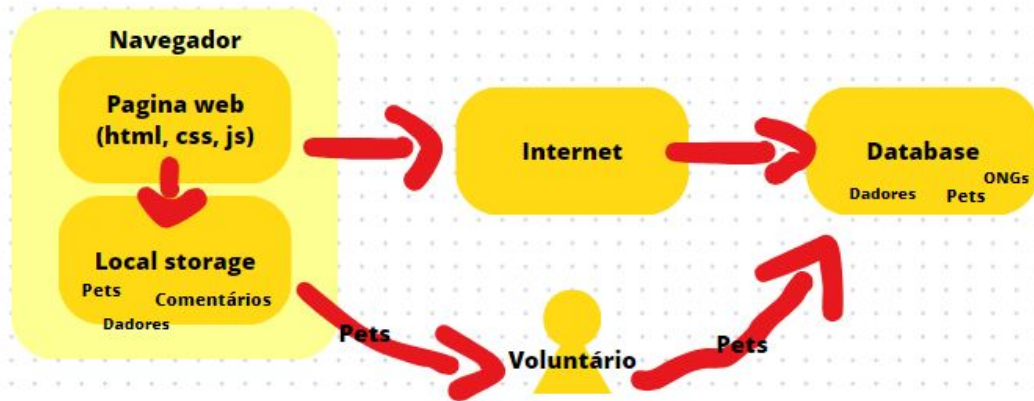 Navegador
Pagina web
(html, css, js)
Internet
Database
Dadores
Pets
ONGs
Local storage
Pets
Comentários
Dadores
Pets
Voluntário
Pets